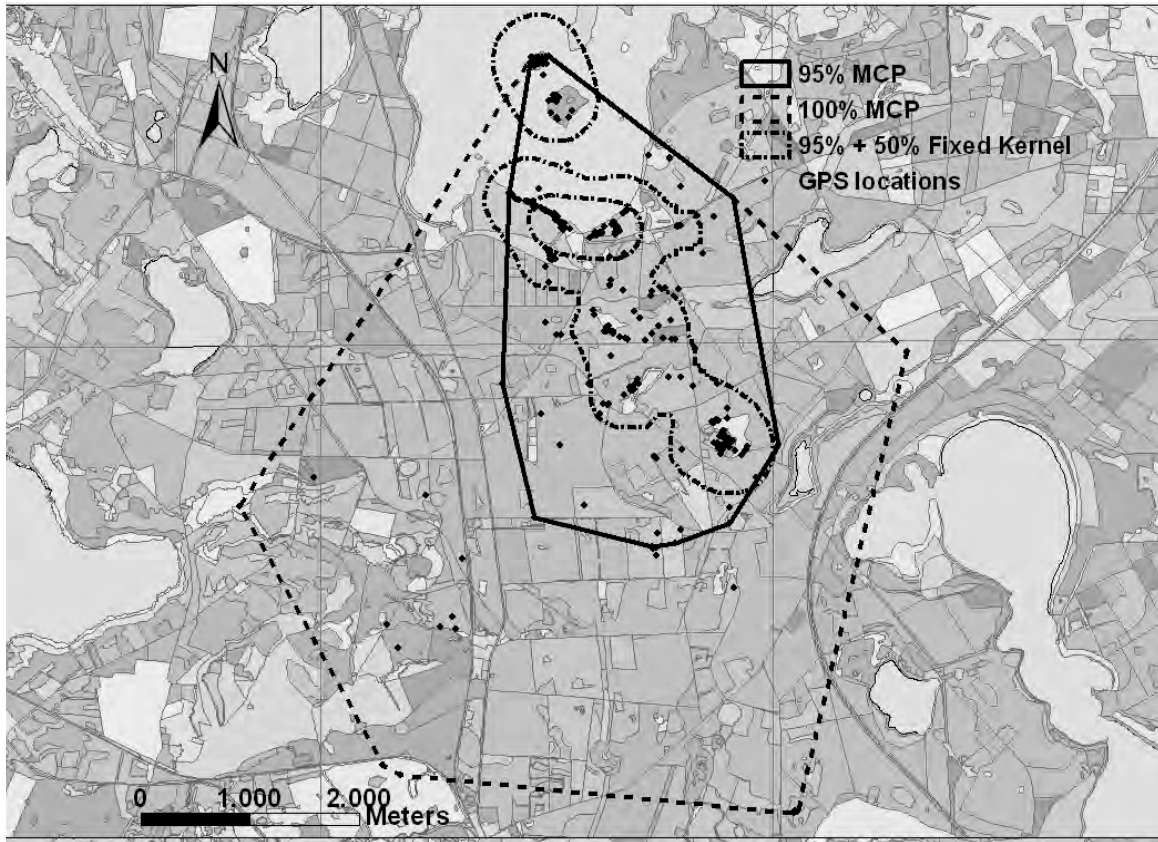 N
95% MCP
100% MCP
95% + 50% Fixed Kernel
GPS locations
0 1.000 2.000
Meters